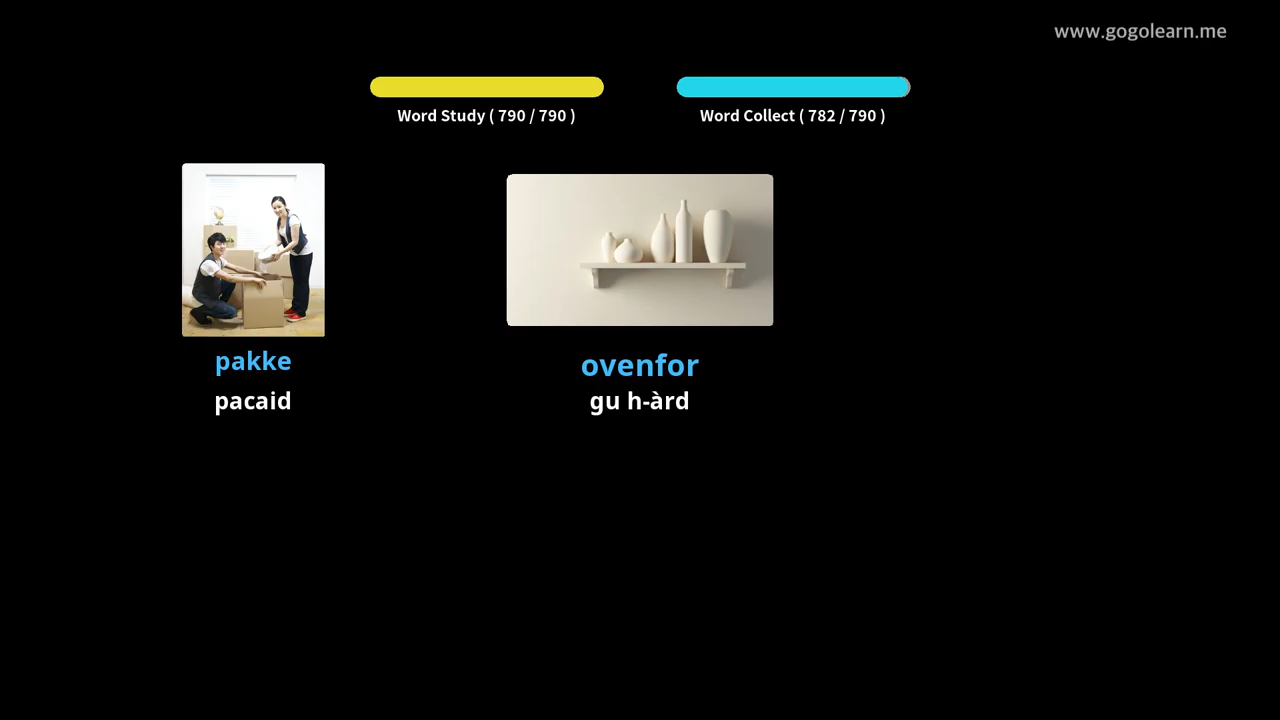 www.gogolearn.me
Word Study ( 790 / 790 )
Word Collect ( 782 / 790 )
pakke
pacaid
ovenfor
gu h-àrd